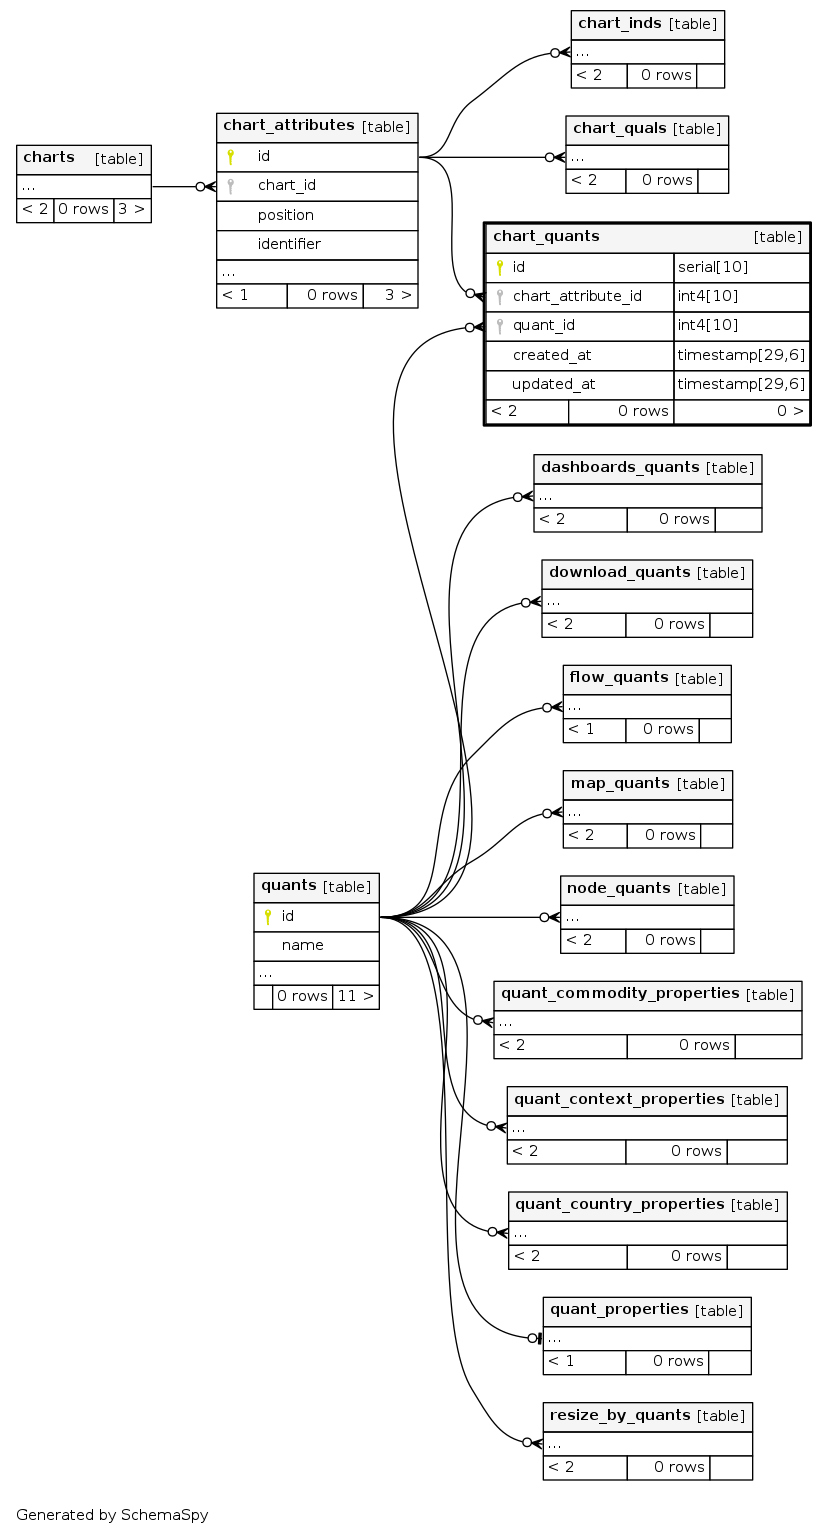 chart_inds [table]
...
< 2 0 rows
chart_attributes [table]
id
chart_id
position
identifier
...
< 1 0 rows 3 >
chart_quals [table]
...
< 2 0 rows
charts [table]
...
< 2 0 rows 3 >
chart_quants [table]
id serial[10]
chart_attribute_id int4[10]
quant_id int4[10]
created_at timestamp[29,6]
updated_at timestamp[29,6]
< 2 0 rows 0 >
dashboards_quants [table]
...
< 2 0 rows
download_quants [table]
...
< 2 0 rows
flow_quants [table]
...
< 1 0 rows
map_quants [table]
...
< 2 0 rows
quants [table]
id
name
...
0 rows 11 >
node_quants [table]
...
< 2 0 rows
quant_commodity_properties [table]
...
< 2 0 rows
quant_context_properties [table]
...
< 2 0 rows
quant_country_properties [table]
...
< 2 0 rows
quant_properties [table]
...
< 1 0 rows
resize_by_quants [table]
...
< 2 0 rows
Generated by SchemaSpy